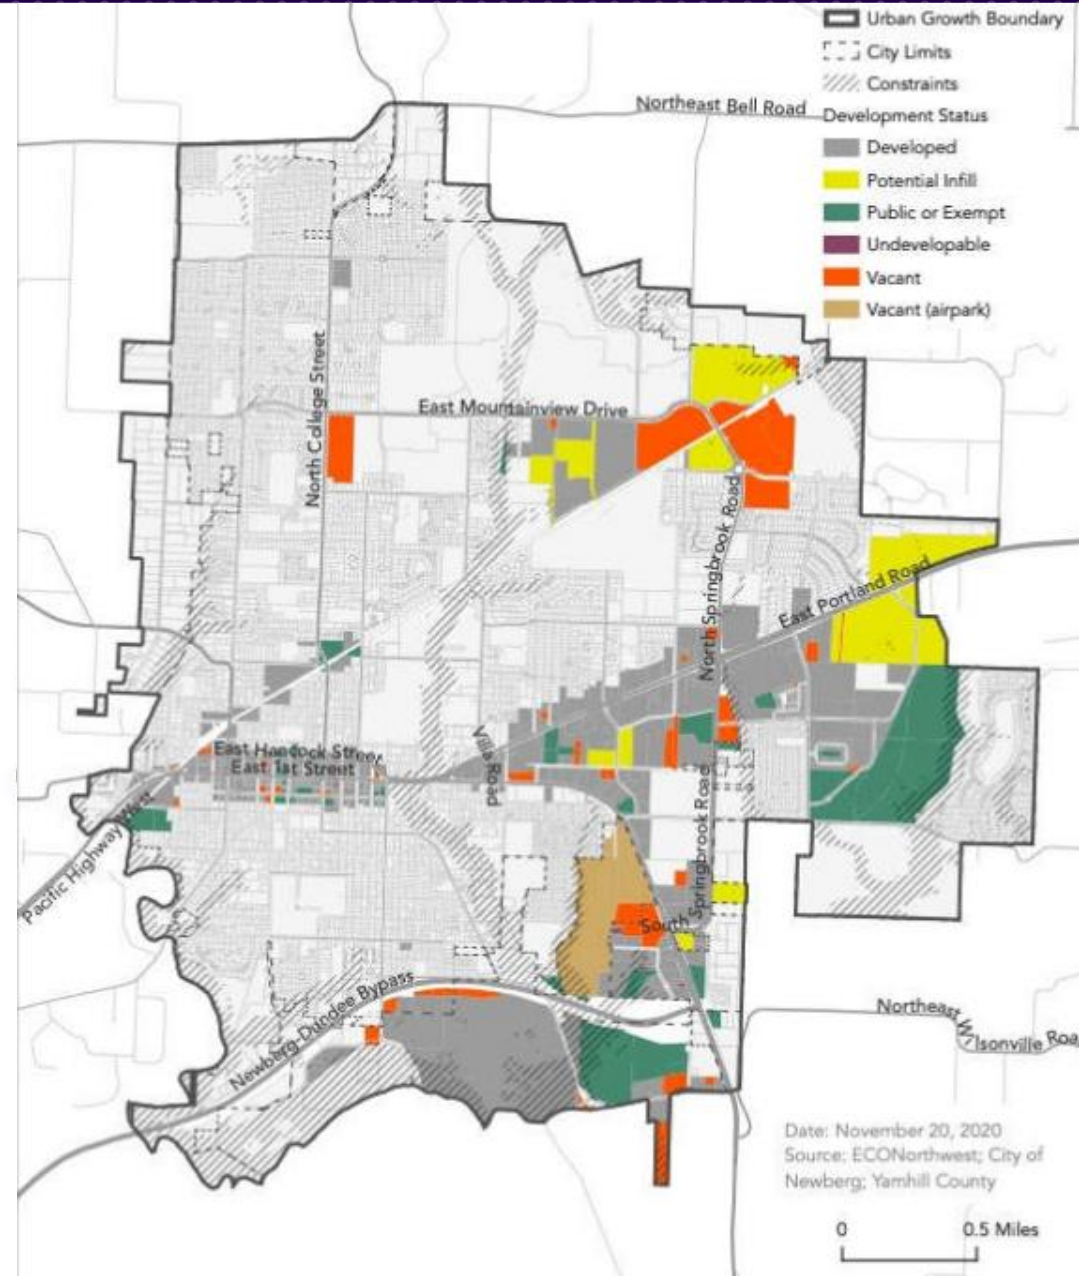 Urban Growth Boundary
City Limits
Constraints
Development Status
Developed
Potential Infill
Public or Exempt
Undevelopable
Vacant
Vacant (airpark)
Northeast Bell Road
North College Street
East Mountainview Drive
North Springbrook Road
East Portland Road
East Hancock Street
East 1st Street
Villa Road
Pacific Highway West
South Springbrook Road
Newberg-Dundee Bypass
Northeast Wilsonville Roa
Date: November 20, 2020
Source: ECONorthwest; City of
Newberg; Yamhill County
0 0.5 Miles